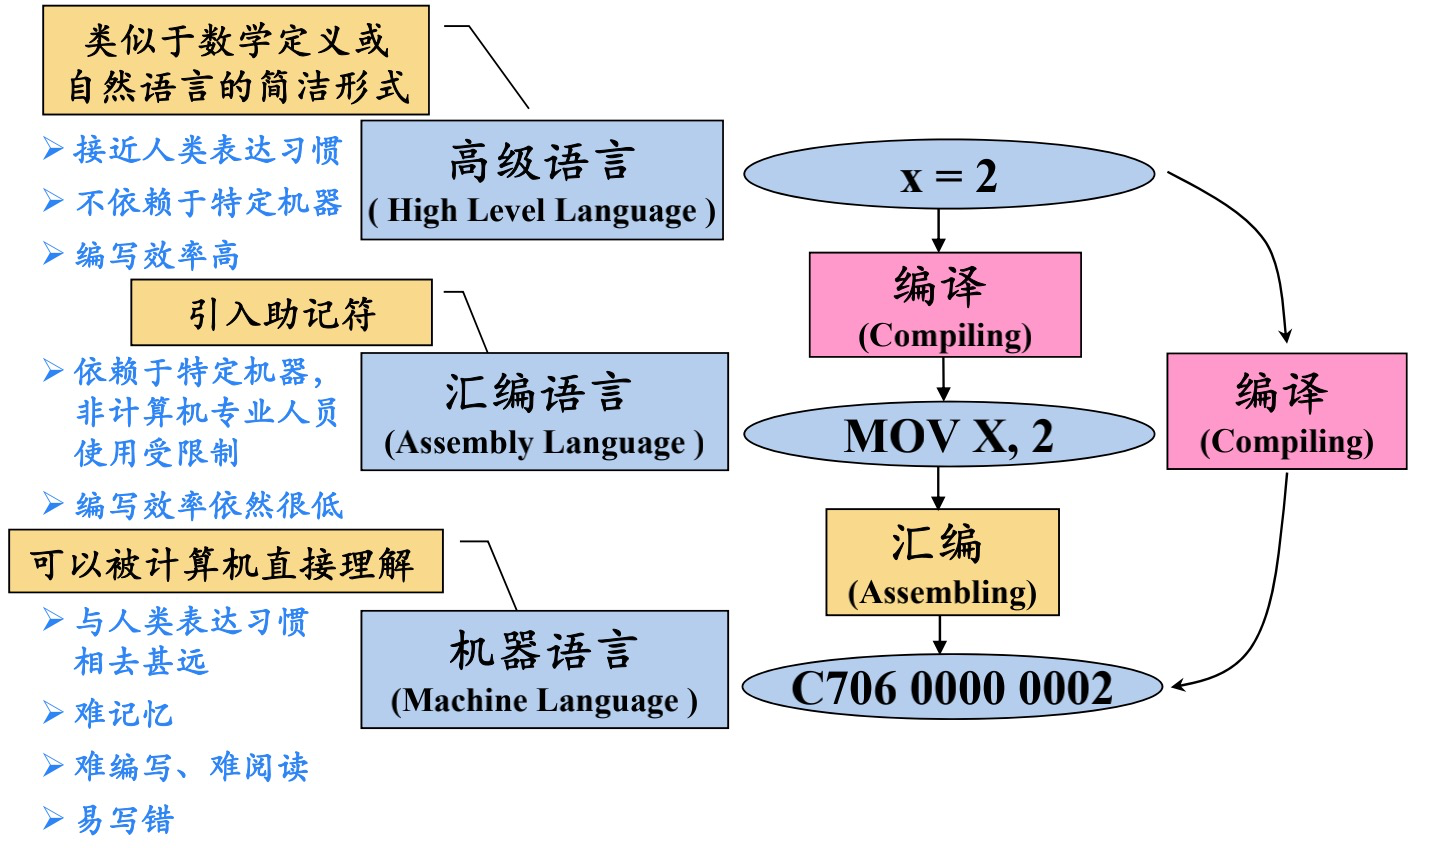 类似于数学定义或
自然语言的简洁形式
接近人类表达习惯
不依赖于特定机器
编写效率高
高级语言
( High Level Language )
引入助记符
依赖于特定机器，
非计算机专业人员
使用受限制
编写效率依然很低
汇编语言
(Assembly Language )
可以被计算机直接理解
与人类表达习惯
相去甚远
难记忆
难编写、难阅读
易写错
机器语言
(Machine Language )
x = 2
编译
(Compiling)
MOV X, 2
汇编
(Assembling)
C706 0000 0002
编译
(Compiling)